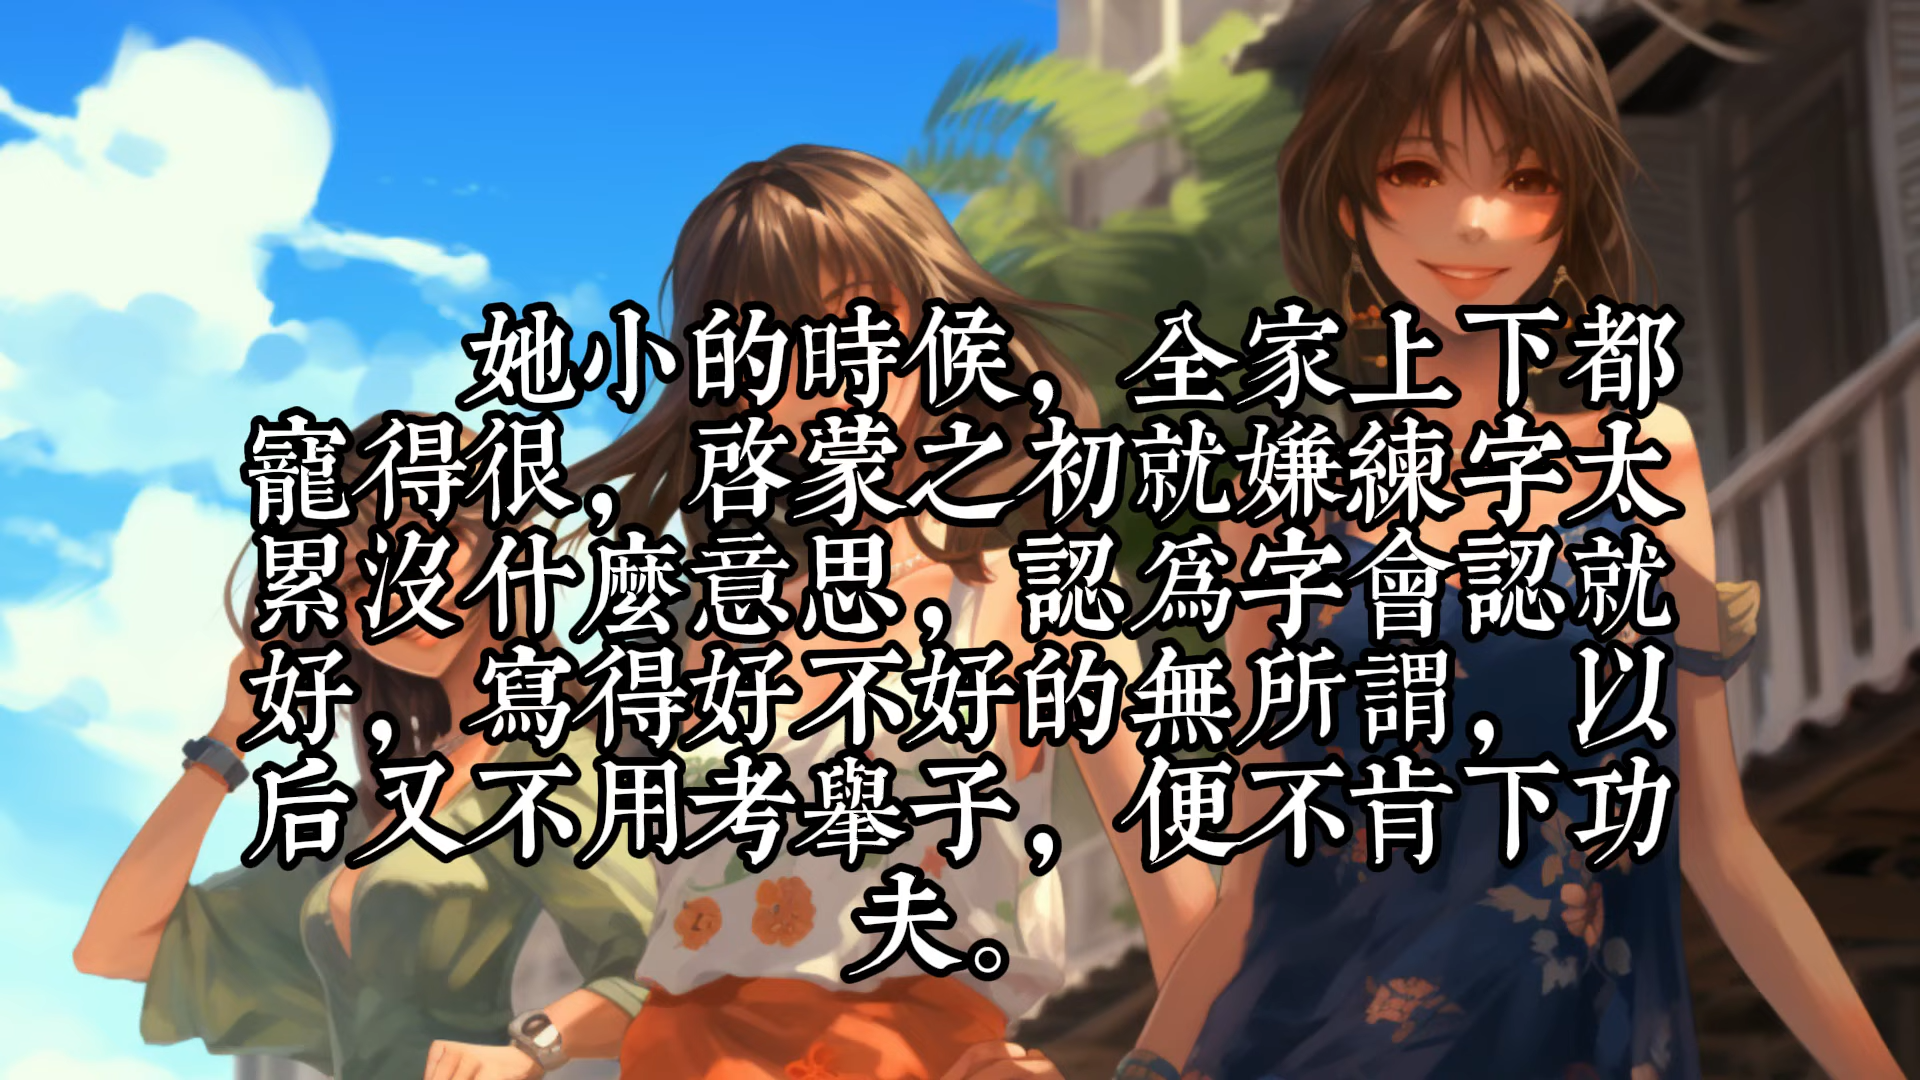 她小的時候，全家上下都
寵得很，啓蒙之初就嫌練字太
累沒什麼意思，認爲字會認就
好，寫得好不好的無所謂，以
后又不用考舉子，便不肯下功
夫。